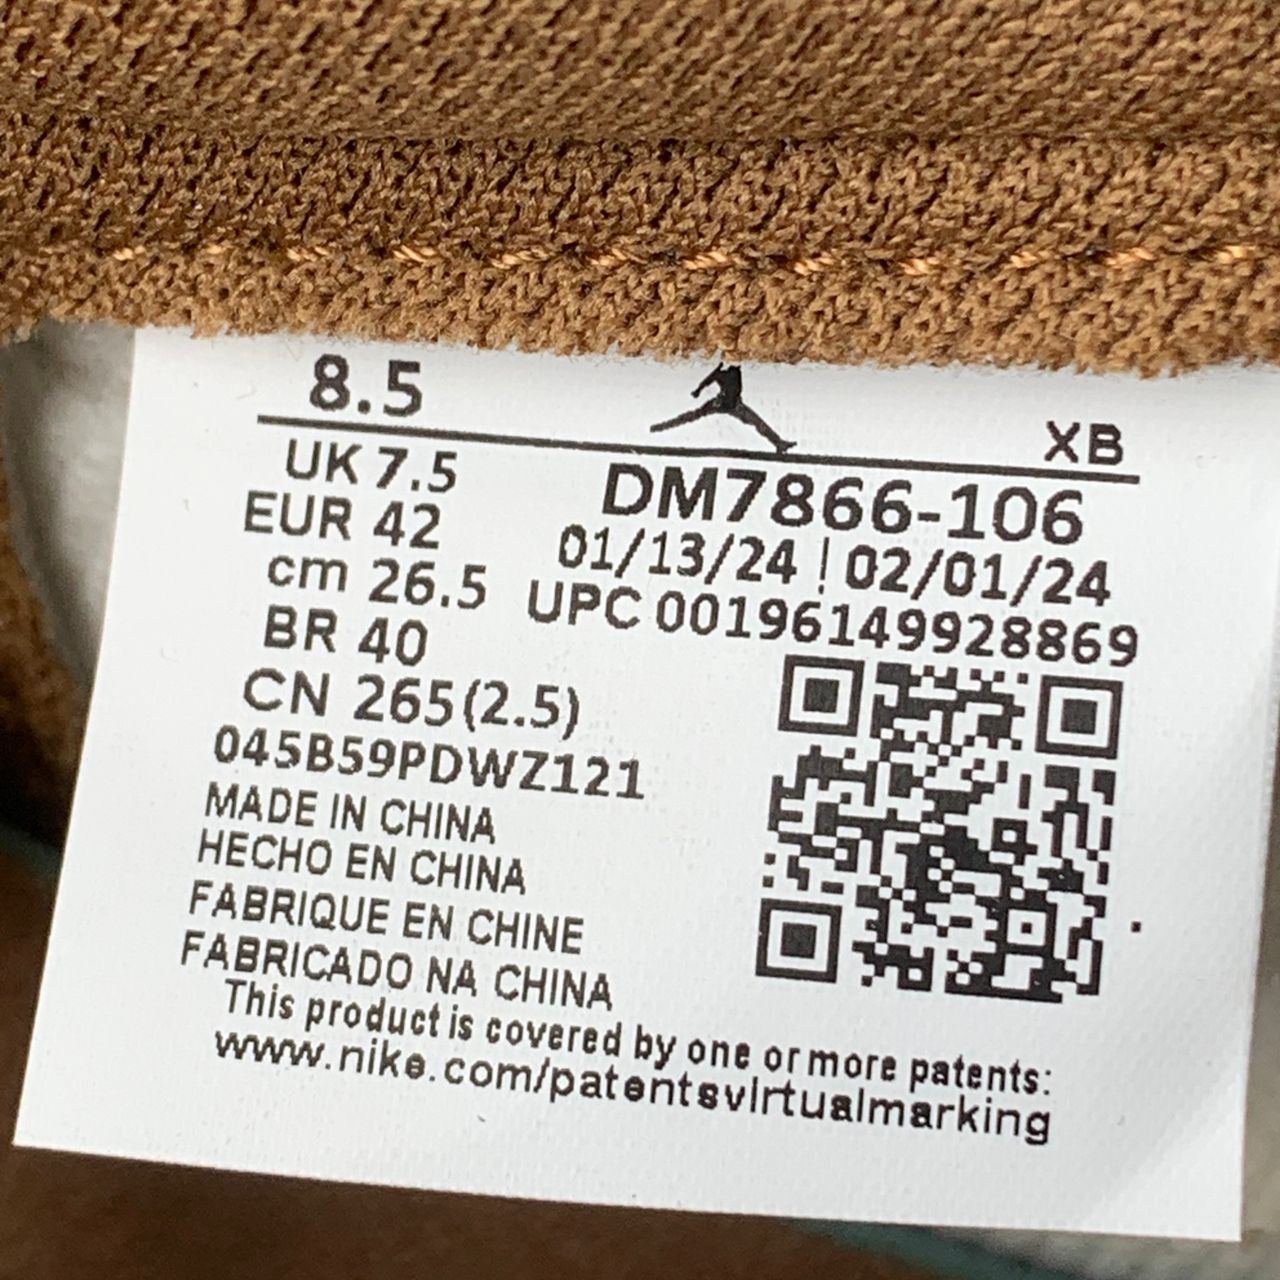 8.5
XB
UK 7.5
EUR 42
cm 26.5
BR 40
CN 265(2.5)
DM7866-106
01/13/24 | 02/01/24
UPC 00196149928869
045B59PDWZ121
MADE IN CHINA
HECHO EN CHINA
FABRIQUE EN CHINE
FABRICADO NA CHINA
This product is covered by one or more patents:
www.nike.com/patentsvirtualmarking